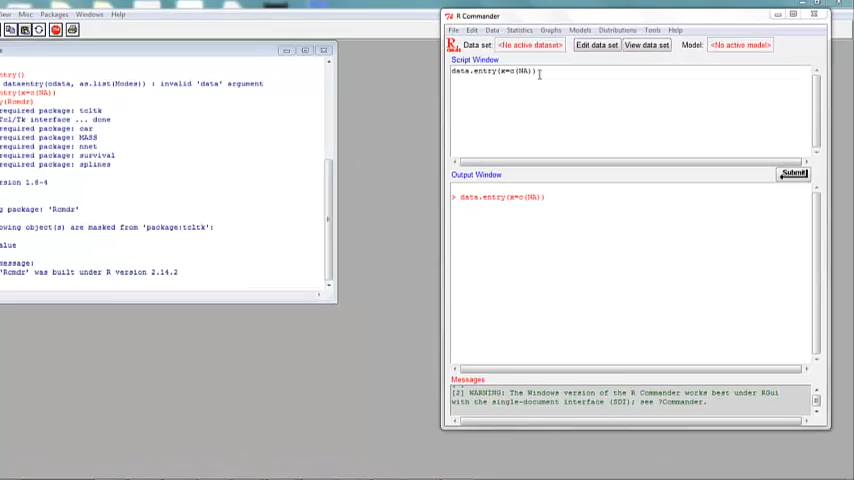 View Misc Packages Windows Help
entry()
dataentry(odata, as.list(Modes)) : invalid 'data' argument
entry(x=c(NA))
y(Rcmdr)
required package: tcltk
Tcl/Tk interface ... done
required package: car
required package: MASS
required package: nnet
required package: survival
required package: splines
ersion 1.8-4
ng package: 'Rcmdr'
owing object(s) are masked from 'package:tcltk':
alue
message:
'Rcmdr' was built under R version 2.14.2
R Commander
File Edit Data Statistics Graphs Models Distributions Tools Help
Data set: <No active dataset> Edit data set View data set Model: <No active model>
Script Window
data.entry(x=c(NA))
Output Window
Submit
> data.entry(x=c(NA))
Messages
[2] WARNING: The Windows version of the R Commander works best under RGui
with the single-document interface (SDI); see ?Commander.